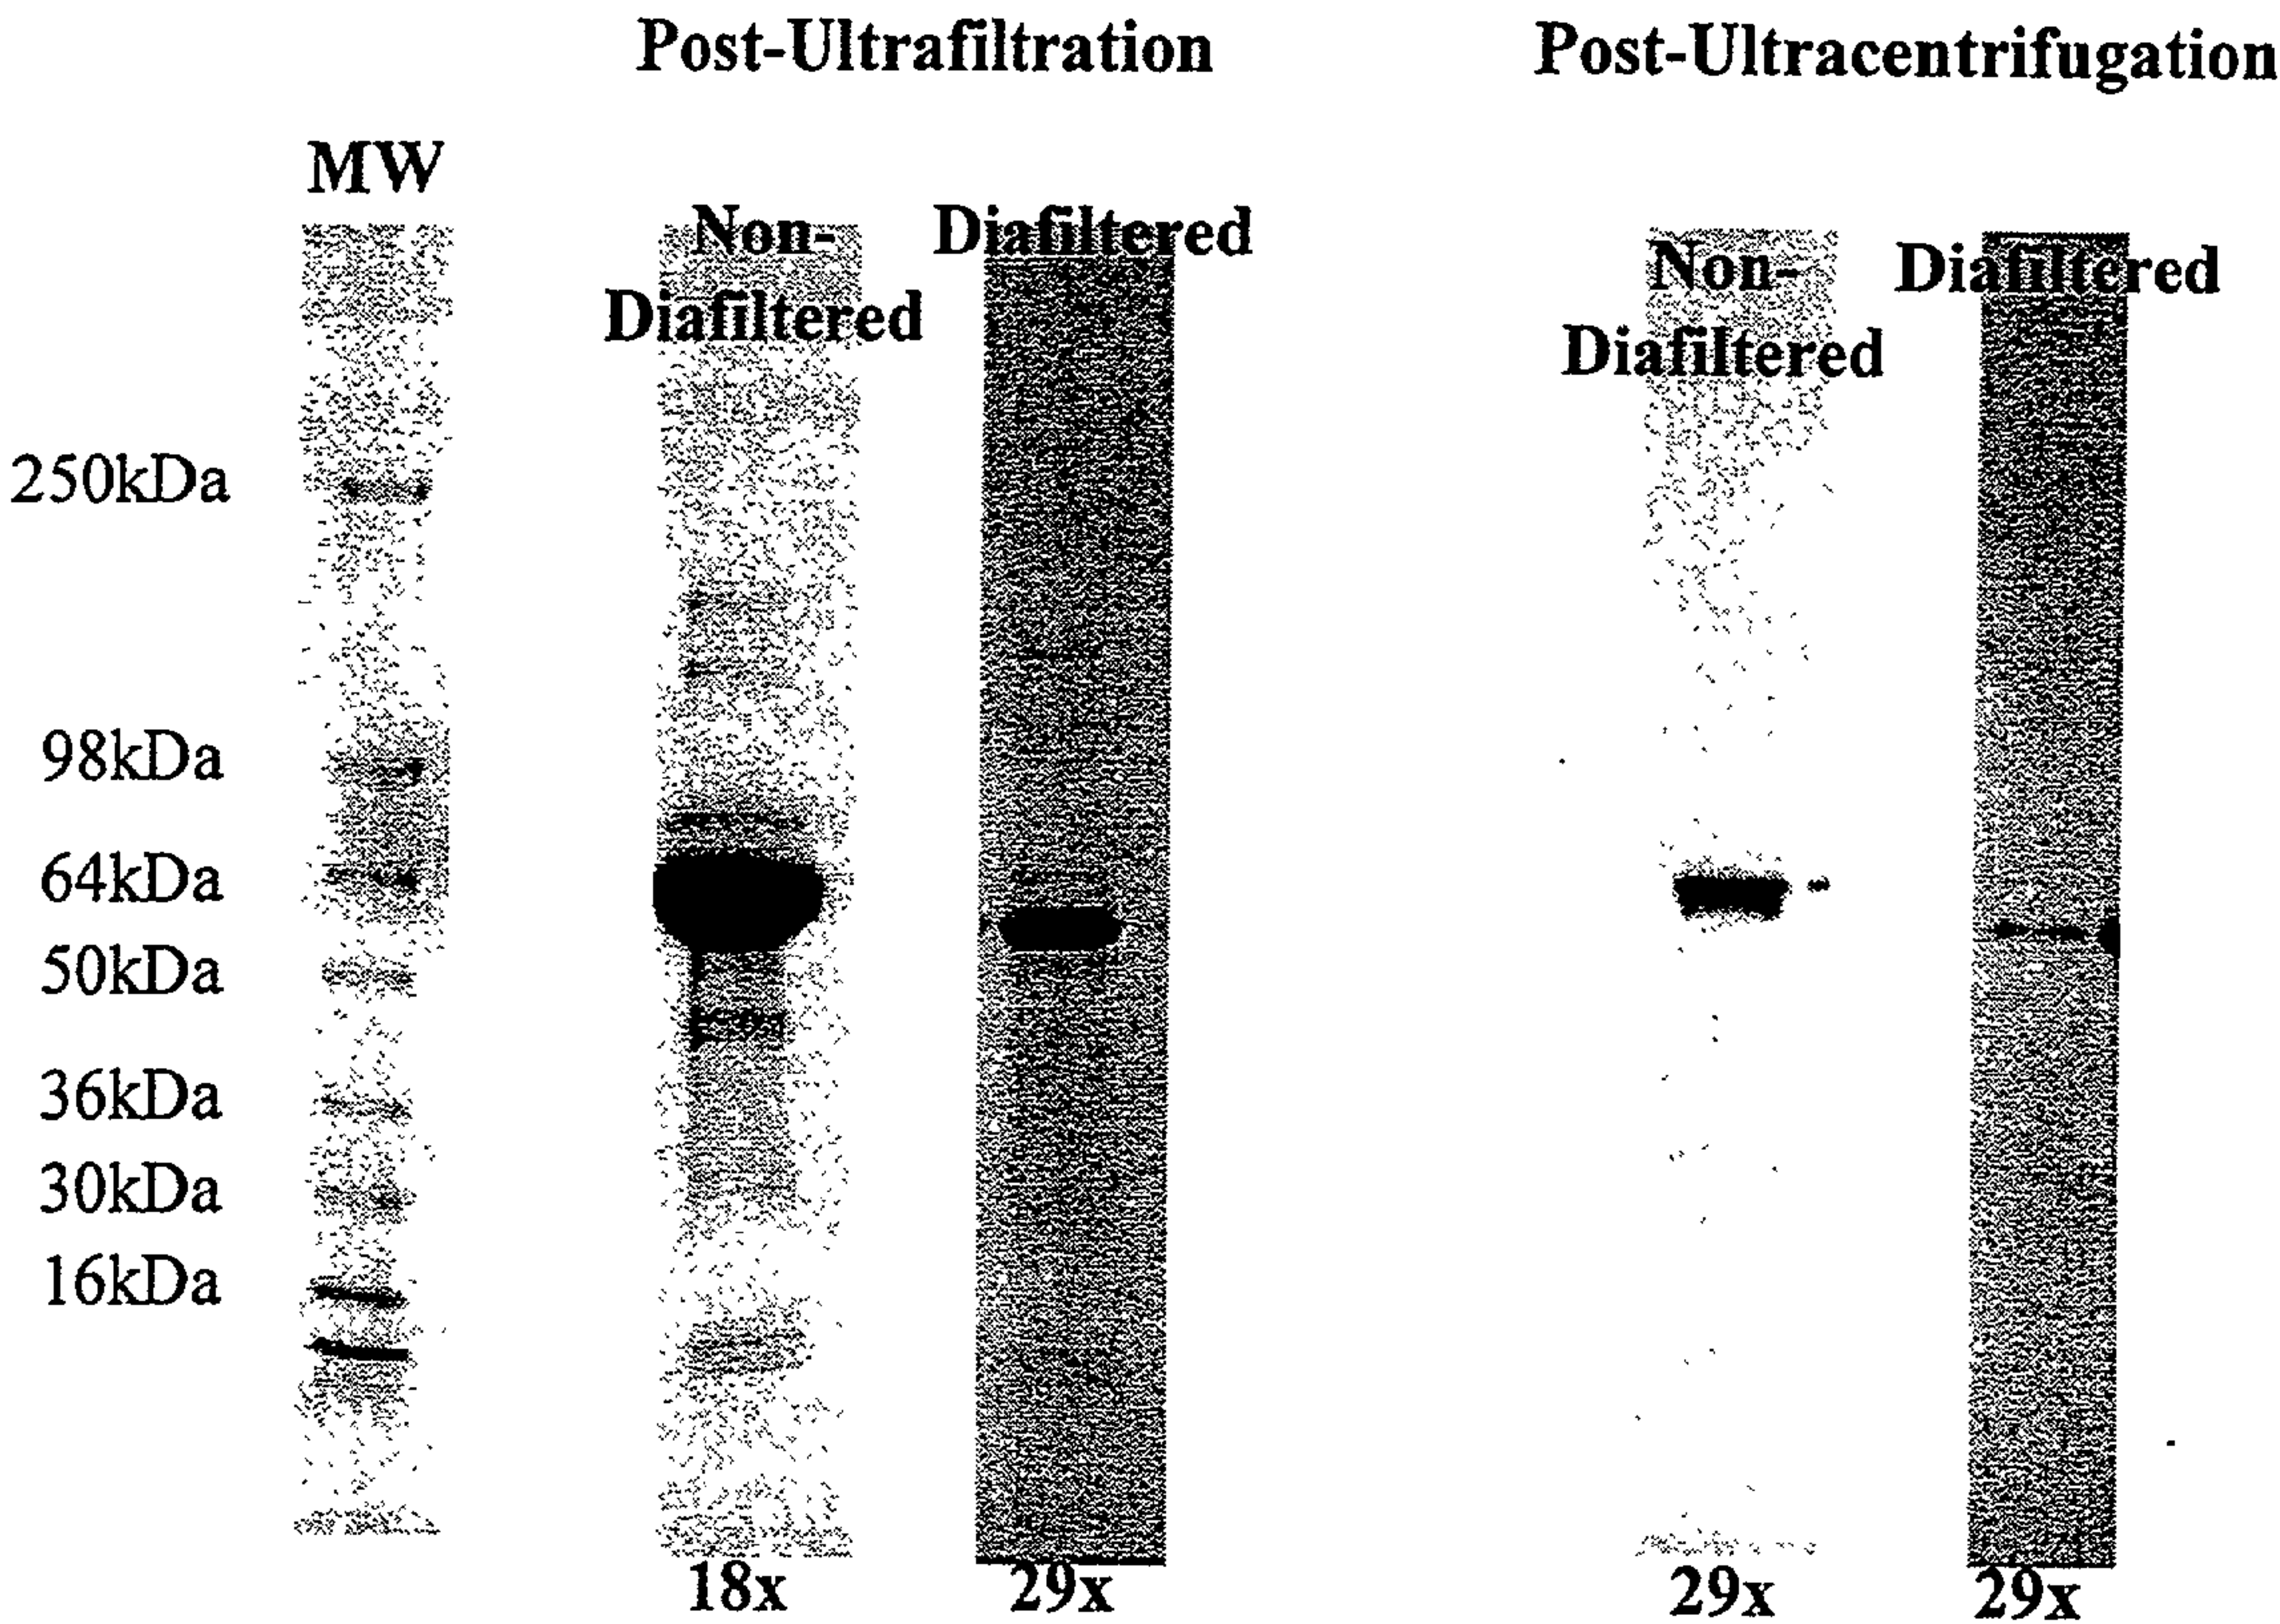 Post-Ultrafiltration
Post-Ultracentrifugation
MW
Non-
Diafiltered
Diafiltered
Non-
Diafiltered
Diafiltered
250kDa
98kDa
64kDa
50kDa
36kDa
30kDa
16kDa
18x
29x
29x
29x